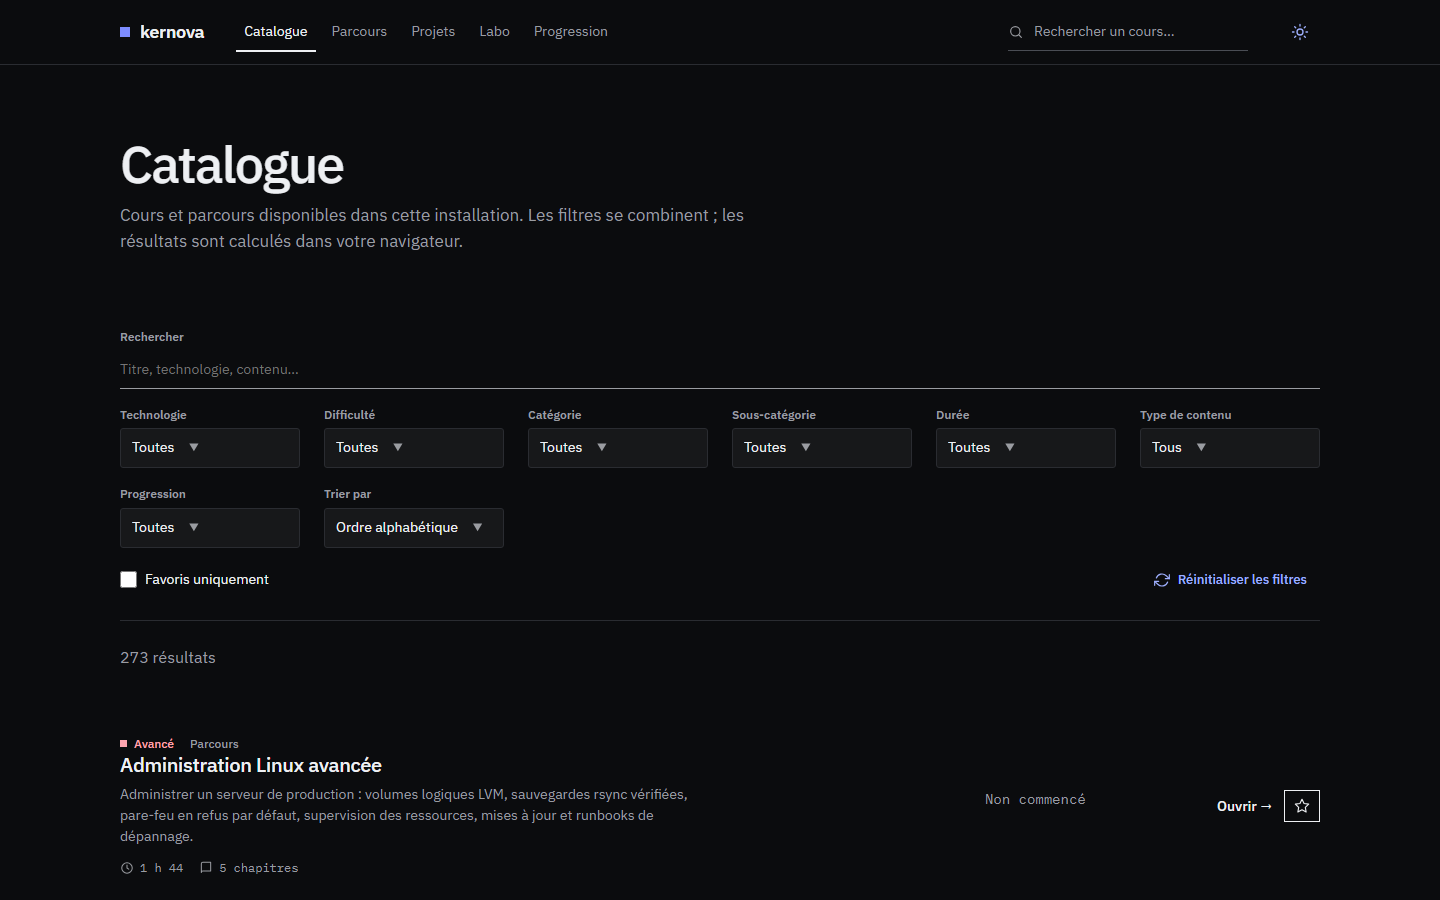 kernova
Catalogue
Parcours
Projets
Labo
Progression
Rechercher un cours...
Catalogue
Cours et parcours disponibles dans cette installation. Les filtres se combinent ; les
résultats sont calculés dans votre navigateur.
Rechercher
Titre, technologie, contenu...
Technologie
Difficulté
Catégorie
Sous-catégorie
Durée
Type de contenu
Toutes ▼
Toutes ▼
Toutes ▼
Toutes ▼
Toutes ▼
Tous ▼
Progression
Trier par
Toutes ▼
Ordre alphabétique ▼
Favoris uniquement
Réinitialiser les filtres
273 résultats
Avancé
Parcours
Administration Linux avancée
Administrer un serveur de production : volumes logiques LVM, sauvegardes rsync vérifiées,
pare-feu en refus par défaut, supervision des ressources, mises à jour et runbooks de
dépannage.
1 h 44
5 chapitres
Non commencé
Ouvrir →